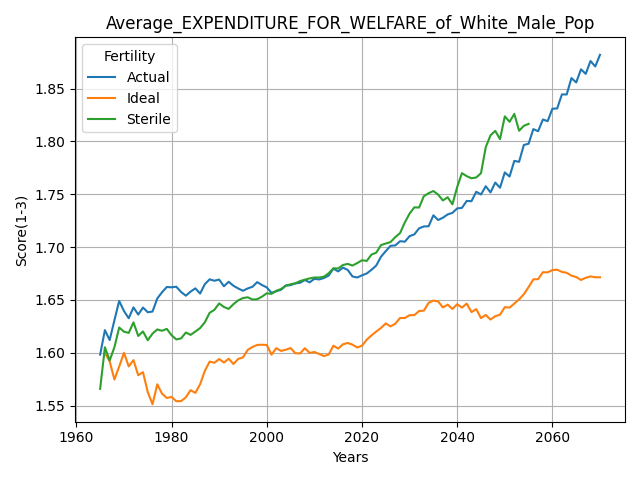 Average_EXPENDITURE_FOR_WELFARE_of_White_Male_Pop
Fertility
Actual
Ideal
Sterile
Score(1-3)
1.85
1.80
1.75
1.70
1.65
1.60
1.55
1960 1980 2000 2020 2040 2060
Years